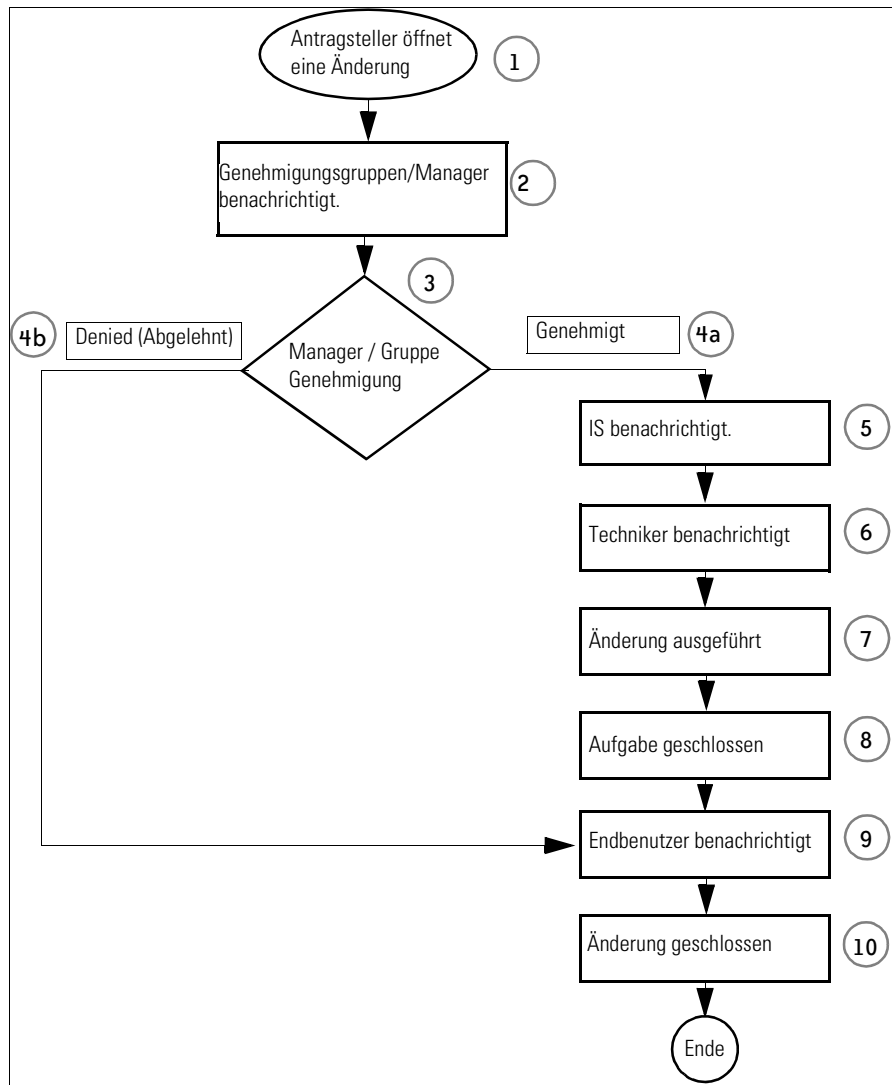 Antragsteller öffnet
eine Änderung
1
Genehmigungsgruppen/Manager
benachrichtigt.
2
3
4b
Denied (Abgelehnt)
Manager / Gruppe
Genehmigung
Genehmigt
4a
IS benachrichtigt.
5
Techniker benachrichtigt
6
Änderung ausgeführt
7
Aufgabe geschlossen
8
Endbenutzer benachrichtigt
9
Änderung geschlossen
10
Ende